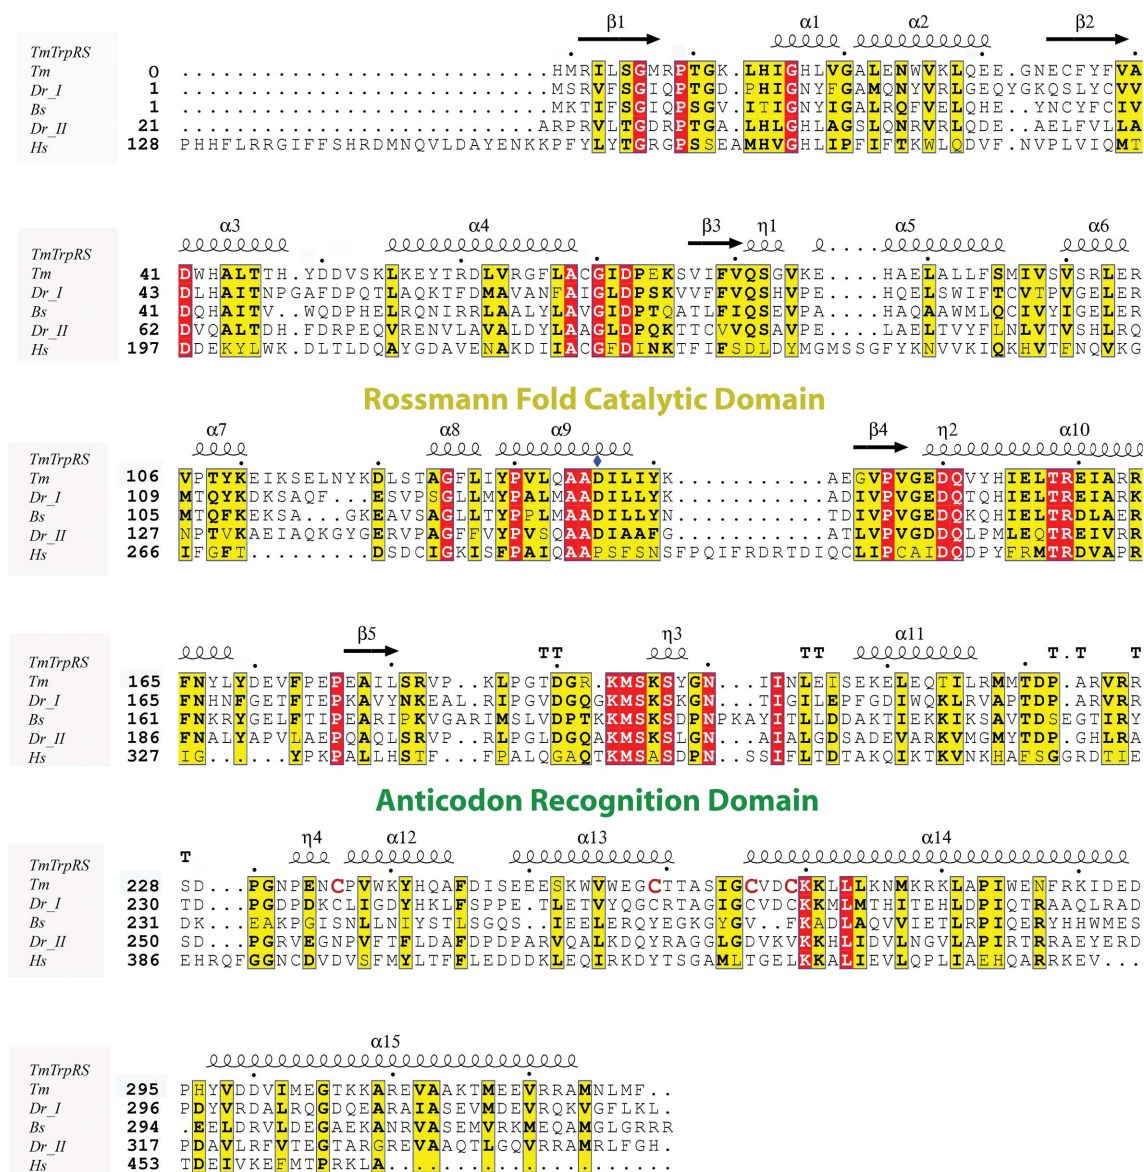 β1 α1 α2 β2
TmTrpRS
Tm 0 ............................HMRILSGMRPTGK.LHIGHLVGALENWVKLQEE.GNECFYFVA
Dr_I 1 ............................MSRVFSGIQPTGD.PHIGNYFGAMQNYVRLGEQYGKQSLYCVV
Bs 1 ............................MKTIFSGIQPSGV.ITIGNYIGALRQFVELQHE.YNCYFCIV
Dr_II 21 ...........................ARPRVLTGDRPTGA.LHLGHLAGSLQNRVRLQDE.AELFVLLA
Hs 128 PHHFLRRGIFFSHRDMNQVLDAYENKKPFYLYTGRGPSSEAMHVGHLIPFIFTKWLQDVF.NVPLVIQMT
α3 α4 β3 η1 α5 α6
TmTrpRS
Tm 41 DWHALTTH.YDDVSKLKEYTRDLVRGFLACGIDPEKSVIFVQSGVKE....HAELALLFSMIVSVSRLER
Dr_I 43 DLHAITNPGAFDPQTLAQKTFDMAVANFAIGLDPSKVVFFVQSHVPE....HQELSWIFTCVTPVGELER
Bs 41 DQHAITV..WQDPHELRQNIRRLAALYLAVGIDPTQATLFIQSEVPA....HAQAAWMLQCIVYIGELER
Dr_II 62 DVQALTDH.FDRPEQVRENVLAVALDYLAAGLDPQKTTCVVQSAVPE....LAELTVYFLNLVTVSHLRQ
Hs 197 DDEKYLWK.DLTLDQAYGDAVENAKDIIACGFDINKTFIFSDLDYMGMSSGFYKNVVKIQKHVTFNQVKG
Rossmann Fold Catalytic Domain
α7 α8 α9 β4 η2 α10
TmTrpRS
Tm 106 VPTYKEIKSELNYKDLSTAGFLIYPVLQAADILIYK.............AEGVPVGEDQVYHIELTREIARR
Dr_I 109 MTQYKDKSAQF...ESVPSGLLMYPALMAADILLYK.............ADIVPVGEDQTQHIELTREIARK
Bs 105 MTQFKEKSA...GKEAVSAGLLTYPPLMAADILLYN.............TDIVPVGEDQKQHIELTRDLAER
Dr_II 127 NPTVKAEIAQKGYGERVPAGFFVYPVSQAADIAAFG.............ATLVPVGDDQLPMLEQTREIVRR
Hs 266 IFGFT.........DSDCIGKISFPAIQAAPSFSNSFPQIFRDRTDIQCLIPCAIDQDPYFRMTRDVAPR
β5 TT η3 TT α11 T.T T
TmTrpRS
Tm 165 FNYLYDEVFPEPEAILSRVP..KLPGTDGR.KMSKSYGN...IINLEISEKELEQTILRMMTDP.ARVRR
Dr_I 165 FNHNFGETFTEPKAVYNKEAL.RIPGVDGQGKMSKSKGN...TIGILEPFGDIWQKLRVAPTDP.ARVRR
Bs 161 FNKRYGELFTIPEARIPKVGARIMSLVDPTKKMSKSDPNPKAYITLLDDAKTIEKKIKSAVTDSEGTIRY
Dr_II 186 FNALYAPVLAEPQAQLSRVP..RLPGLDGQAKMSKSLGN...AIALGDSADEVARKVMGMYTDP.GHLRA
Hs 327 IG....YPKPALLHSTF..FPALQGAQTKMSASDPN..SSIFLTDTAKQIKTKVNKHAFSGGRDTIE
Anticodon Recognition Domain
T η4 α12 α13 α14
TmTrpRS
Tm 228 SD...PGNPENCPVWKYHQAFDISEEESKWVWEGCTTASIGCVDCKKLLLKNMKRKLAPIWENFRKIDED
Dr_I 230 TD...PGDPDKCLIGDYHKLFSPPE.TLETVYQGCRTAGIGCVDCKKMLMTHITEHLDPIQTRAAQLRAD
Bs 231 DK...EAKPGISNLLNIYSTLSGQS.IEELERQYEGKGYGV..FKADLAQVVIETLRPIQERYHHWMES
Dr_II 250 SD...PGRVEGNPVFTFLDAFDPDPARVQALKDQYRAGGLGDVKVKKHLIDVLNGVLAPIRTRRAEYERD
Hs 386 EHRQFGGNCDVDVSFMYLTFFLEDDDKLEQIRKDYTSGAMLTGELKKALIEVLQPLIAEHQARRKEV...
α15
TmTrpRS
Tm 295 PHYVDDVIMEGTKKAREVAAKTMEEVRRAMNLMF..
Dr_I 296 PDYVRDALRQGDQEARAIASEVMDEVRQKVGFLKL.
Bs 294 .EELDRVLDEGAEKANRVASEMVRKMEQAMGLGRRR
Dr_II 317 PDAVLRFVTEGTARGREVAAQTLGQVRRAMRLFGH.
Hs 453 TDEIVKEFMTPRKLA.....................